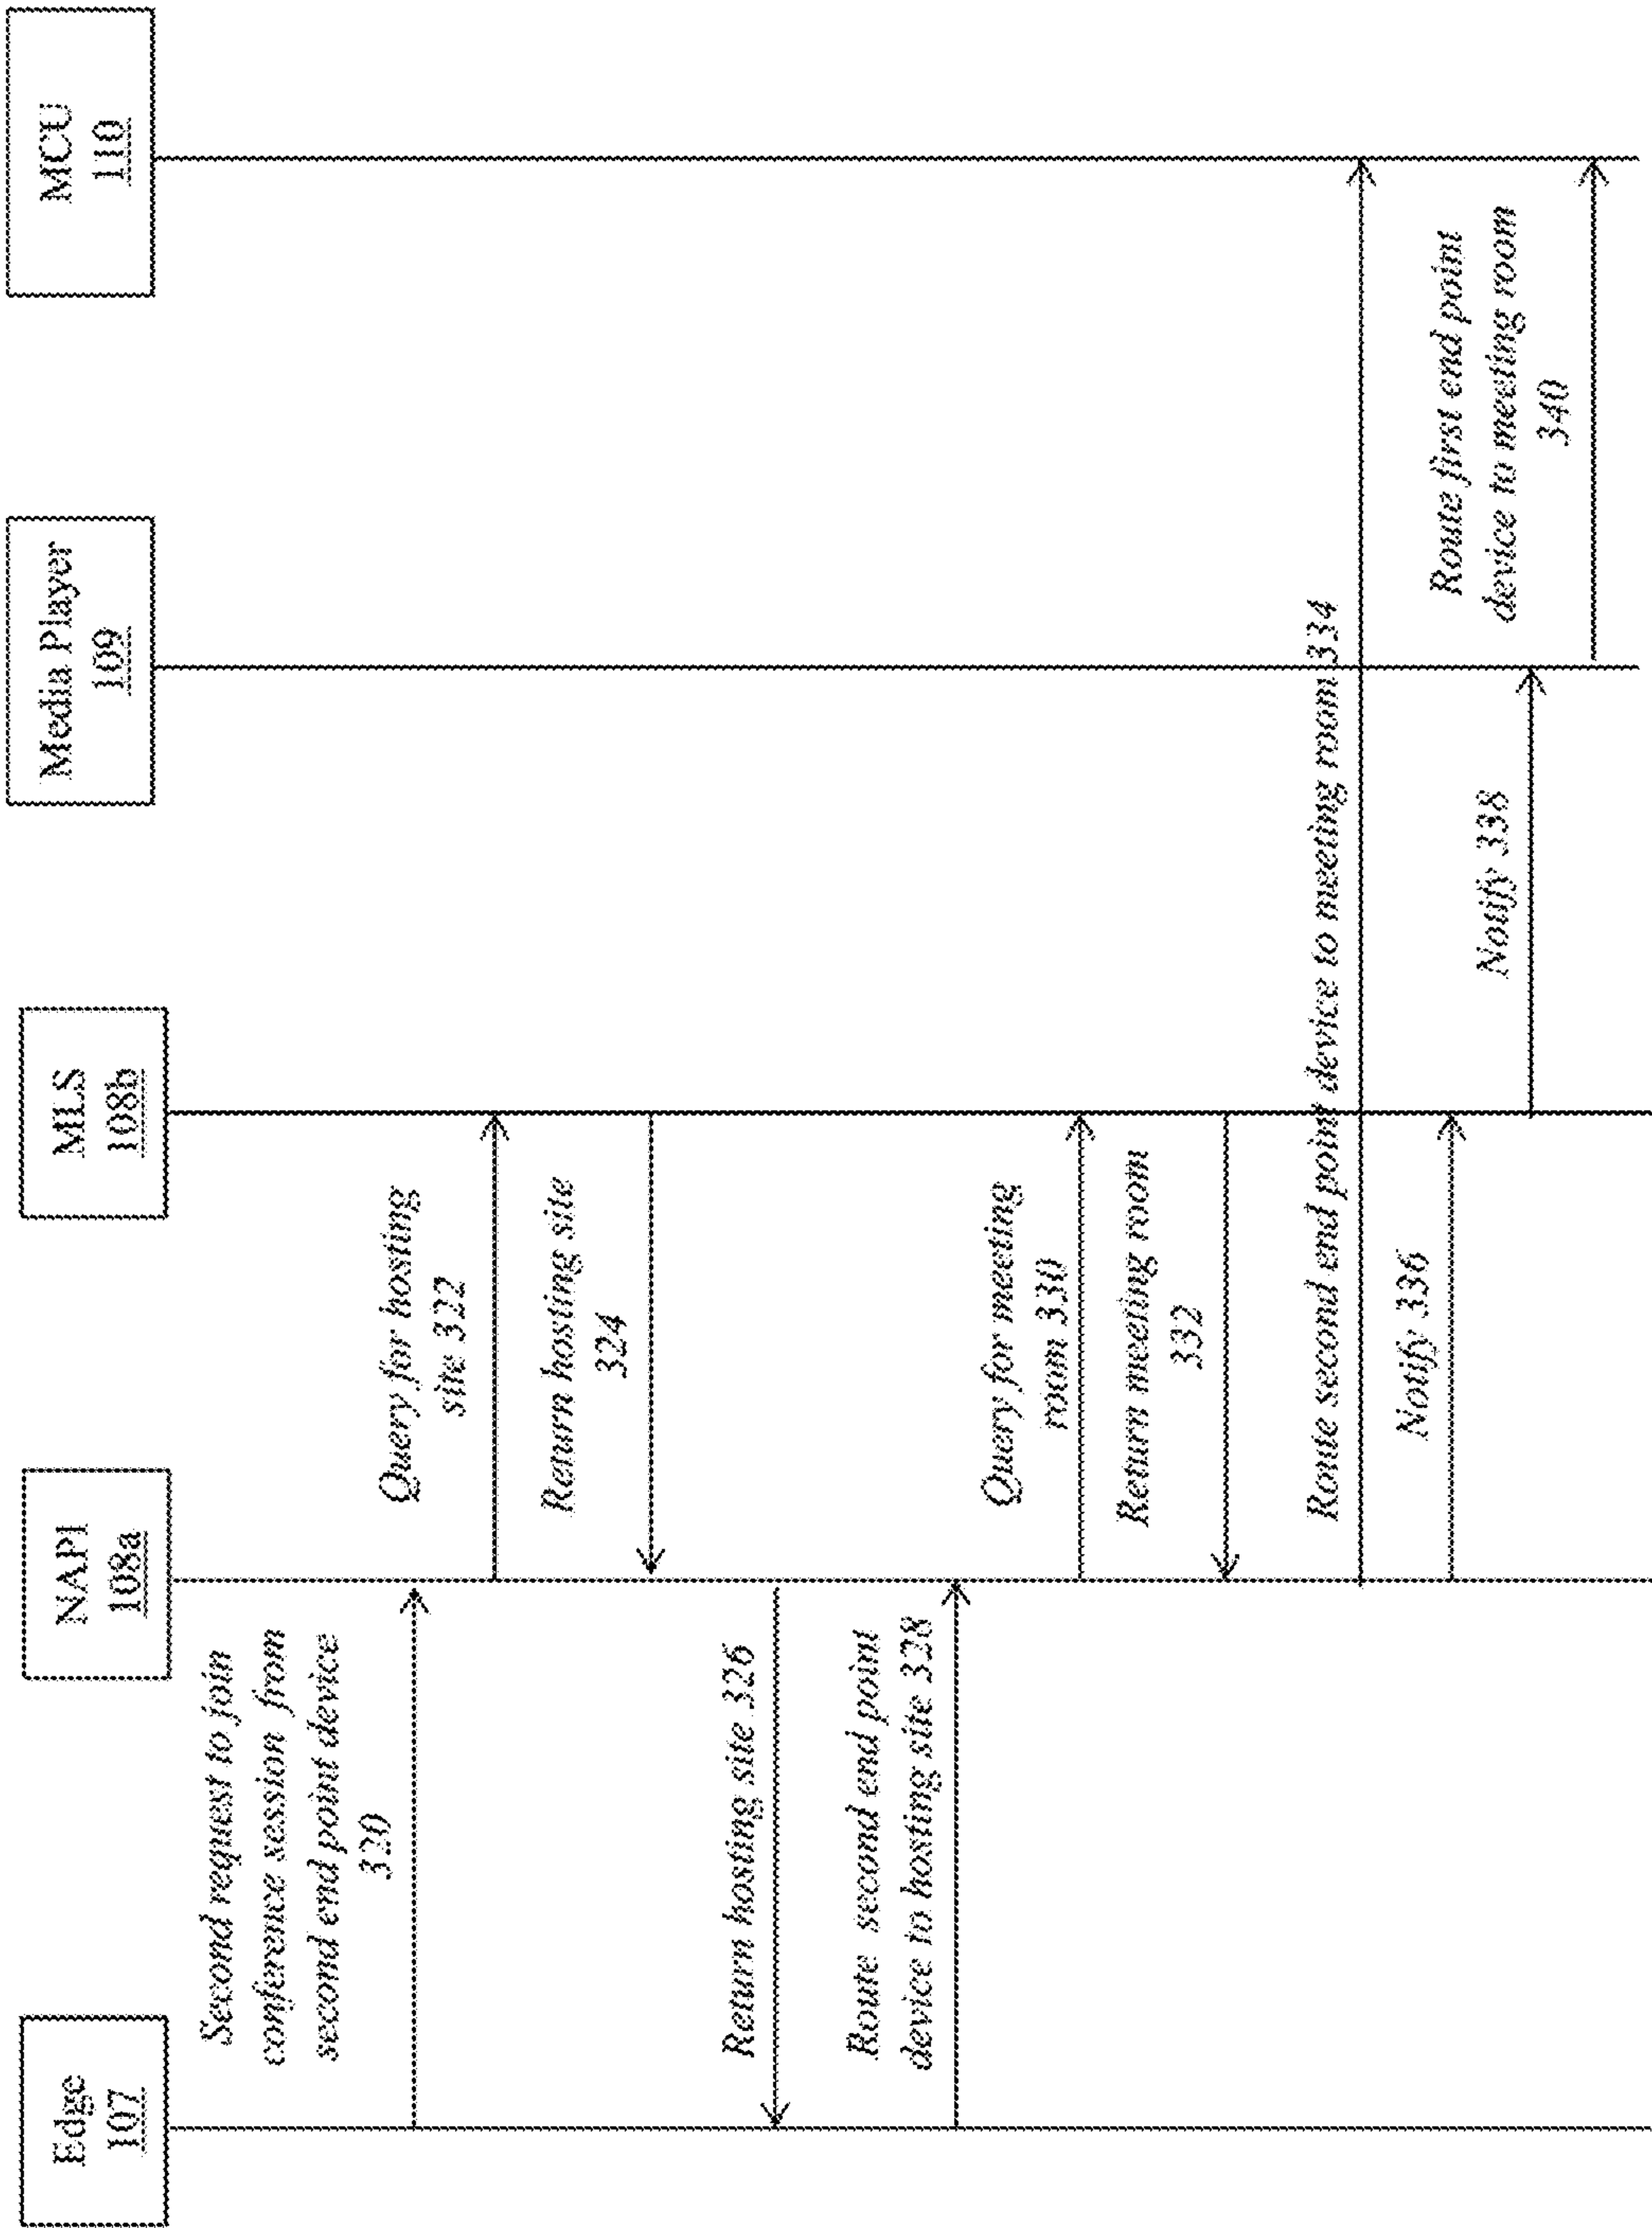 Edge
107
NAPI
108a
MLS
108b
Media Player
109
MCU
110
Second request to join
conference session from
second end point device
320
Query for hosting
site 322
Return hosting site
324
Return hosting site 326
Route second end point
device to hosting site 328
Query for meeting
room 330
Return meeting room
332
Route second end point device to meeting room 334
Notify 336
Notify 338
Route first end point
device to meeting room
340